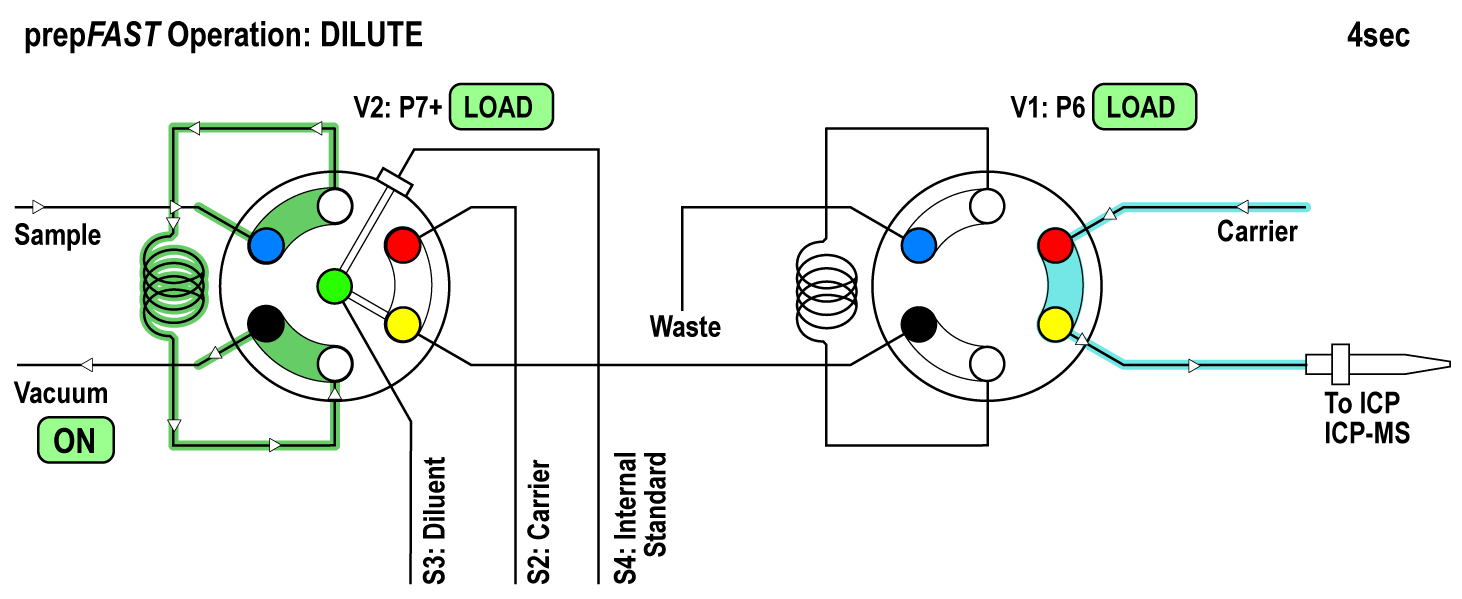 prepFAST Operation: DILUTE
4sec
V2: P7+ LOAD
V1: P6 LOAD
Sample
Carrier
Waste
Vacuum
ON
To ICP
ICP-MS
S3: Diluent
S2: Carrier
S4: Internal
Standard